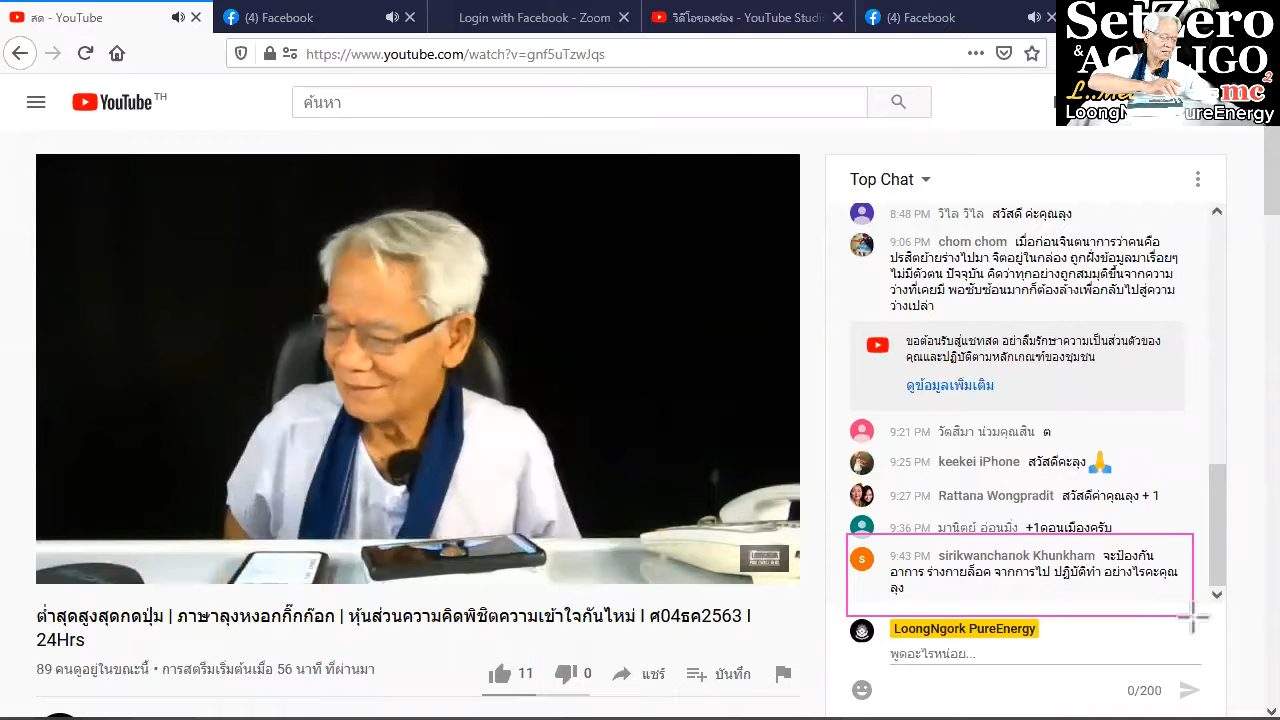 สด - YouTube
(4) Facebook
Login with Facebook - Zoom
วิดีโอของช่อง - YouTube Studi
(4) Facebook
https://www.youtube.com/watch?v=gnf5uTzwJqs
SetZero
&
LIGO
mc²
PureEnergy
YouTube TH
ค้นหา
Top Chat
8:48 PM วิไล วิไล สวัสดี ค่ะคุณลุง
9:06 PM chom chom เมื่อก่อนจินตนาการว่าคนคือ
ปรสิตย้ายร่างไปมา จิตอยู่ในกล่อง ถูกฝังข้อมูลมาเรื่อยๆ
ไม่มีตัวตน ปัจจุบัน คิดว่าทุกอย่างถูกสมมุติขึ้นจากความ
ว่างที่เคยมี พอซับซ้อนมากก็ต้องล้างเพื่อกลับไปสู่ความ
ว่างเปล่า
ขอต้อนรับสู่แชทสด อย่าลืมรักษาความเป็นส่วนตัวของ
คุณและปฏิบัติตามหลักเกณฑ์ของชุมชน
ดูข้อมูลเพิ่มเติม
9:21 PM วัตสีมา น่วมคุณสิน ด
9:25 PM keekei iPhone สวัสดีคะลุง
9:27 PM Rattana Wongpradit สวัสดีค่าคุณลุง + 1
9:36 PM มานิตย์ อ่อนมิ่ง +1ดอนเมืองครับ
9:43 PM sirikwanchanok Khunkham จะป้องกัน
อาการ ร่างกายล็อค จากการไป ปฏิบัติทำ อย่างไรคะคุณ
ลุง
LoongNgork PureEnergy
พูดอะไรหน่อย...
0/200
ต่ำสุดสูงสุดกดปุ่ม | ภาษาลุงหงอกกิ๊กก๊อก | หุ้นส่วนความคิดพิชิตความเข้าใจกันไหม่ l ศ04ธค2563 l
24Hrs
89 คนดูอยู่ในขณะนี้ • การสตรีมเริ่มต้นเมื่อ 56 นาที ที่ผ่านมา
11
0
แชร์
บันทึก